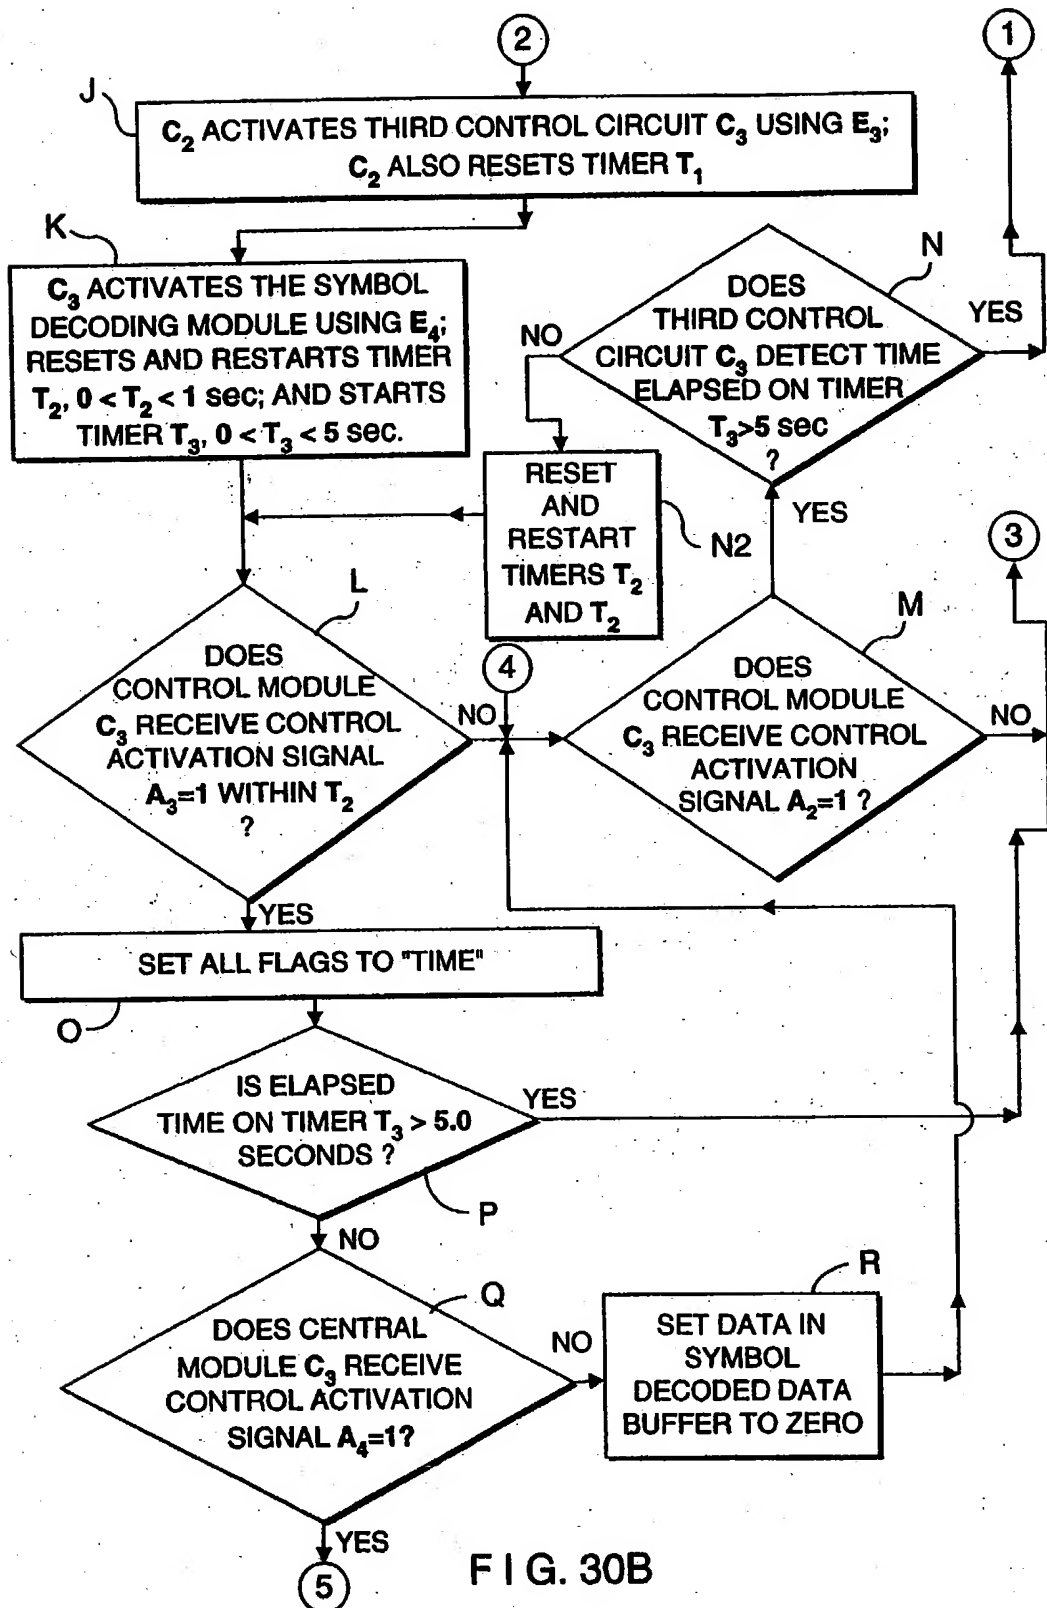 2
1
J
C2 ACTIVATES THIRD CONTROL CIRCUIT C3 USING E3;
C2 ALSO RESETS TIMER T1
K
C3 ACTIVATES THE SYMBOL
DECODING MODULE USING E4;
RESETS AND RESTARTS TIMER
T2, 0 < T2 < 1 sec; AND STARTS
TIMER T3, 0 < T3 < 5 sec.
N
DOES
THIRD CONTROL
CIRCUIT C3 DETECT TIME
ELAPSED ON TIMER
T3>5 sec
?
NO
YES
YES
RESET
AND
RESTART
TIMERS T2
AND T2
N2
3
L
DOES
CONTROL MODULE
C3 RECEIVE CONTROL
ACTIVATION SIGNAL
A3=1 WITHIN T2
?
NO
4
M
DOES
CONTROL MODULE
C3 RECEIVE CONTROL
ACTIVATION
SIGNAL A2=1 ?
NO
YES
SET ALL FLAGS TO "TIME"
O
IS ELAPSED
TIME ON TIMER T3 > 5.0
SECONDS ?
YES
P
NO
Q
DOES CENTRAL
MODULE C3 RECEIVE
CONTROL ACTIVATION
SIGNAL A4=1?
NO
R
SET DATA IN
SYMBOL
DECODED DATA
BUFFER TO ZERO
YES
5
FIG. 30B